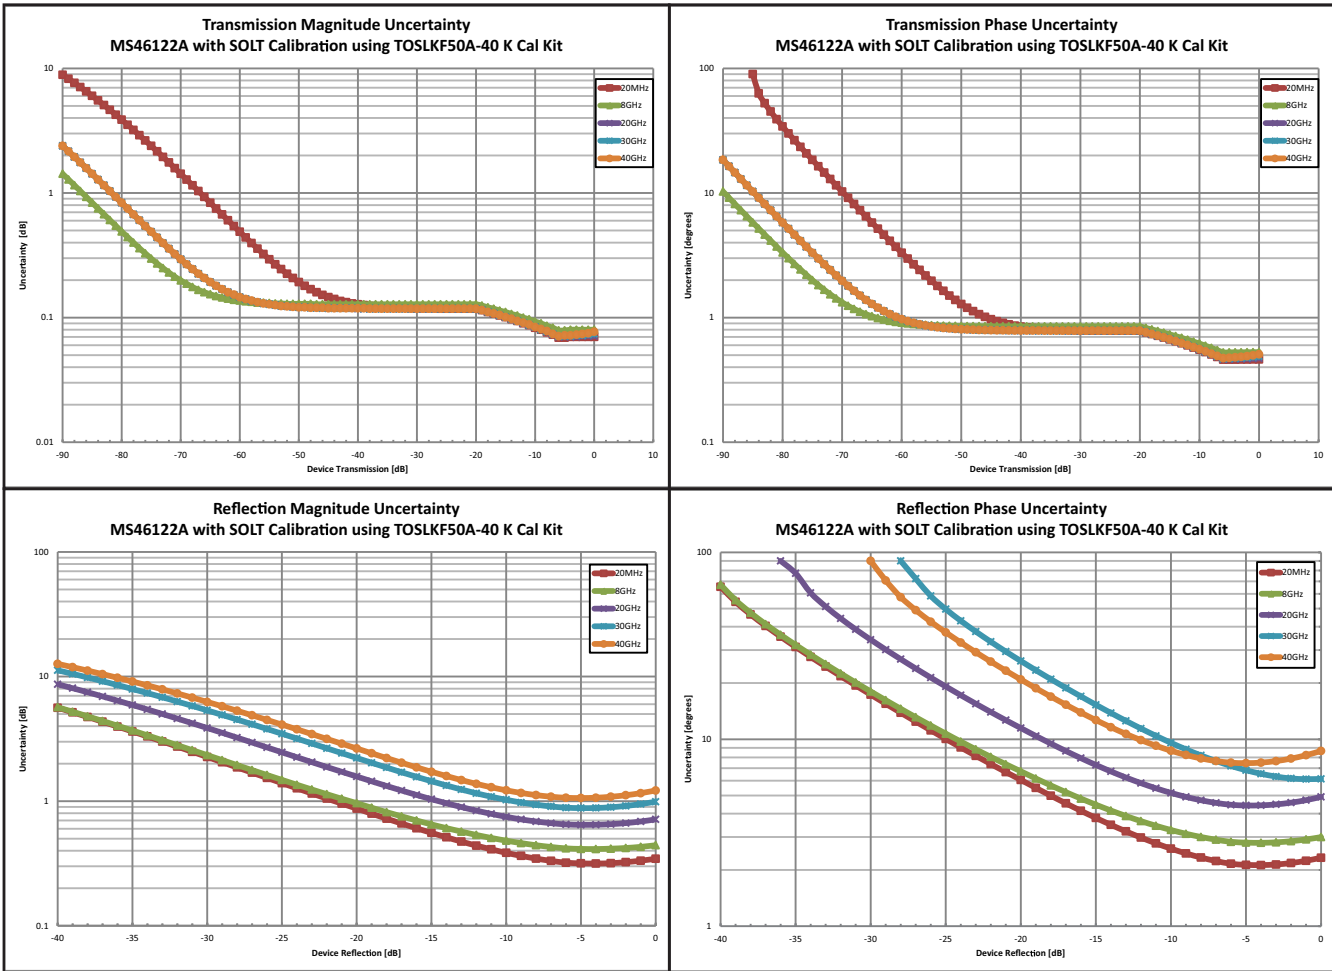 Transmission Magnitude Uncertainty
MS46122A with SOLT Calibration using TOSLKF50A-40 K Cal Kit
10
1
0.1
0.01
Uncertainty [dB]
20MHz
8GHz
20GHz
30GHz
40GHz
-90 -80 -70 -60 -50 -40 -30 -20 -10 0 10
Device Transmission [dB]
Transmission Phase Uncertainty
MS46122A with SOLT Calibration using TOSLKF50A-40 K Cal Kit
100
10
1
0.1
Uncertainty [degrees]
20MHz
8GHz
20GHz
30GHz
40GHz
-90 -80 -70 -60 -50 -40 -30 -20 -10 0 10
Device Transmission [dB]
Reflection Magnitude Uncertainty
MS46122A with SOLT Calibration using TOSLKF50A-40 K Cal Kit
100
10
1
0.1
Uncertainty [dB]
20MHz
8GHz
20GHz
30GHz
40GHz
-40 -35 -30 -25 -20 -15 -10 -5 0
Device Reflection [dB]
Reflection Phase Uncertainty
MS46122A with SOLT Calibration using TOSLKF50A-40 K Cal Kit
100
10
1
Uncertainty [degrees]
20MHz
8GHz
20GHz
30GHz
40GHz
-40 -35 -30 -25 -20 -15 -10 -5 0
Device Reflection [dB]